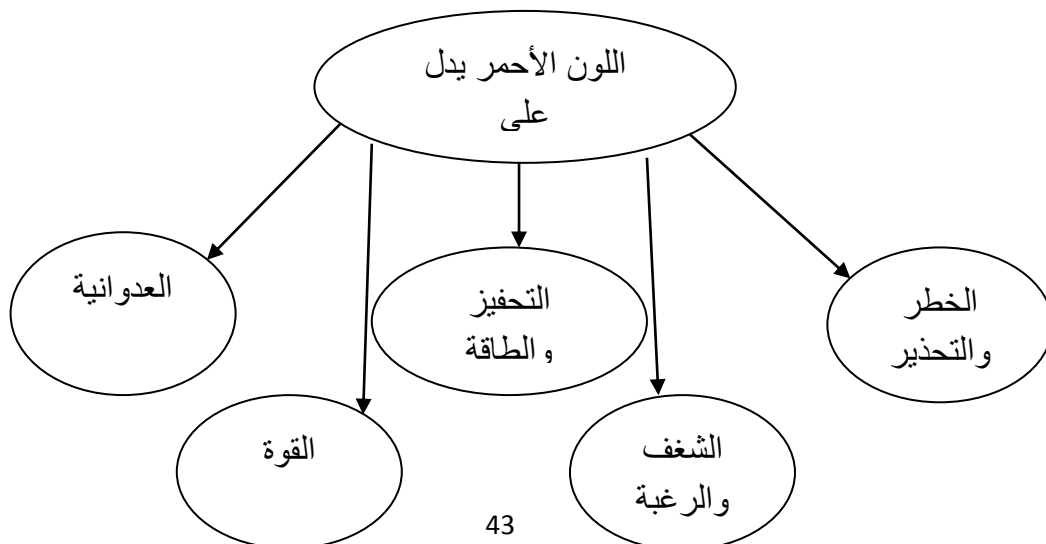 اللون الأحمر يدل
على
الخطر
والتحذير
التحفيز
والطاقة
العدوانية
الشغف
والرغبة
القوة
43